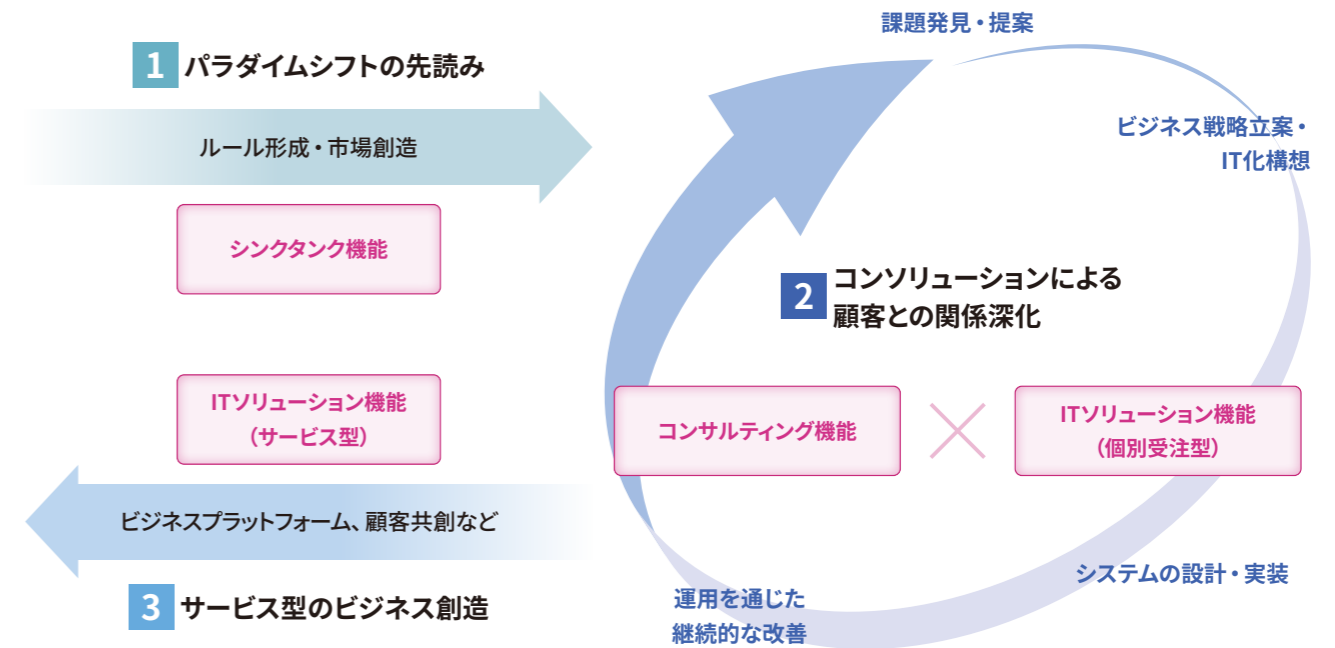 1 パラダイムシフトの先読み
ルール形成・市場創造
シンクタンク機能
ITソリューション機能
（サービス型）
ビジネスプラットフォーム、顧客共創など
3 サービス型のビジネス創造
課題発見・提案
ビジネス戦略立案・
IT化構想
2 コンソリューションによる
顧客との関係深化
コンサルティング機能
ITソリューション機能
（個別受注型）
システムの設計・実装
運用を通じた
継続的な改善